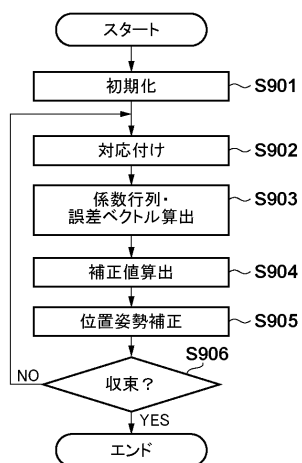 スタート
初期化
S901
対応付け
S902
係数行列・
誤差ベクトル算出
S903
補正値算出
S904
位置姿勢補正
S905
S906
収束？
NO
YES
エンド